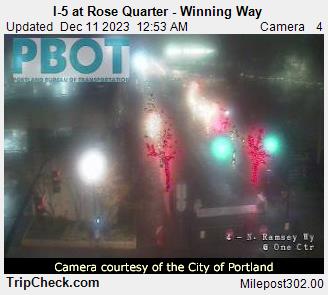 I-5 at Rose Quarter - Winning Way
Updated Dec 11 2023 12:53 AM Camera 4
PBOT
PORTLAND BUREAU OF TRANSPORTATION
4 - N. Ramsey Wy
@ One Ctr
Camera courtesy of the City of Portland
TripCheck.com Milepost302.00